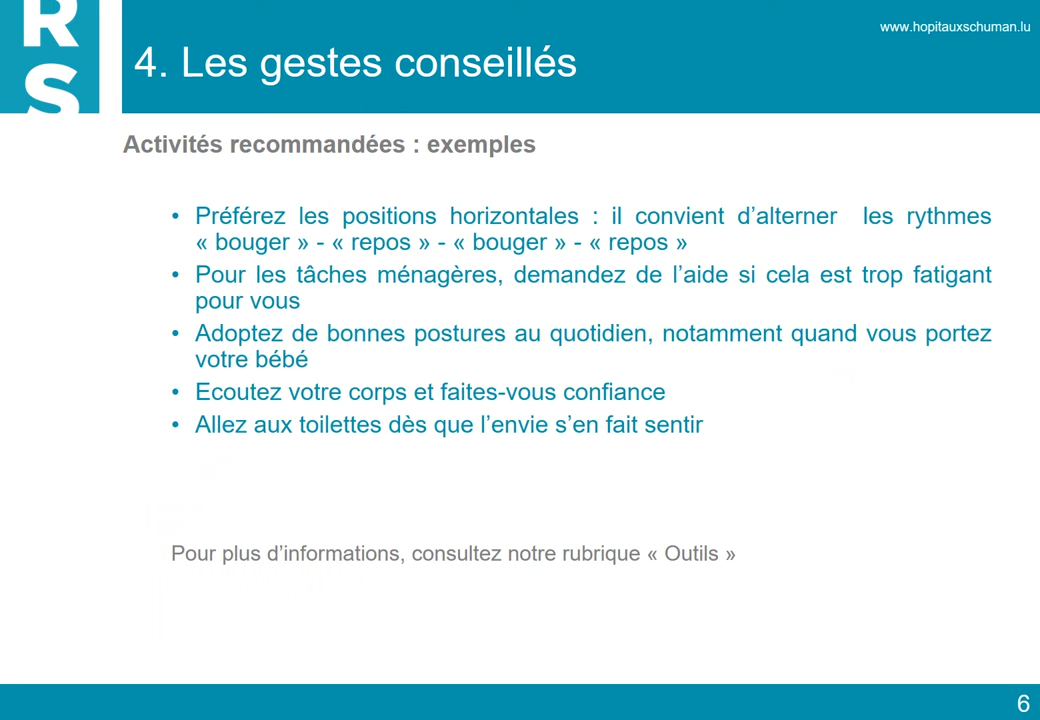 R
S
www.hopitauxschuman.lu
4. Les gestes conseillés
Activités recommandées : exemples
• Préférez les positions horizontales : il convient d’alterner les rythmes
« bouger » - « repos » - « bouger » - « repos »
• Pour les tâches ménagères, demandez de l’aide si cela est trop fatigant
pour vous
• Adoptez de bonnes postures au quotidien, notamment quand vous portez
votre bébé
• Ecoutez votre corps et faites-vous confiance
• Allez aux toilettes dès que l’envie s’en fait sentir
Pour plus d’informations, consultez notre rubrique « Outils »
6